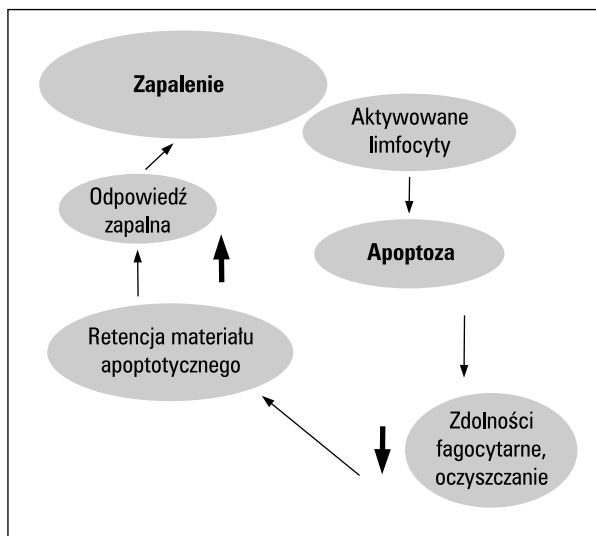 Zapalenie
Aktywowane
limfocyty
Odpowiedź
zapalna
Apoptoza
Retencja materiału
apoptotycznego
Zdolności
fagocytarne,
oczyszczanie